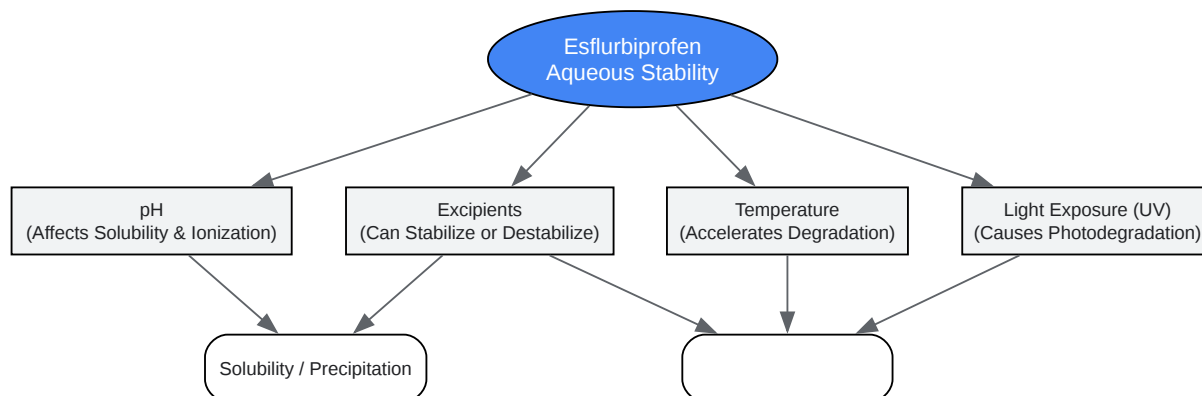 Esflurbiprofen
Aqueous Stability
pH
(Affects Solubility & Ionization)
Excipients
(Can Stabilize or Destabilize)
Temperature
(Accelerates Degradation)
Light Exposure (UV)
(Causes Photodegradation)
Solubility / Precipitation